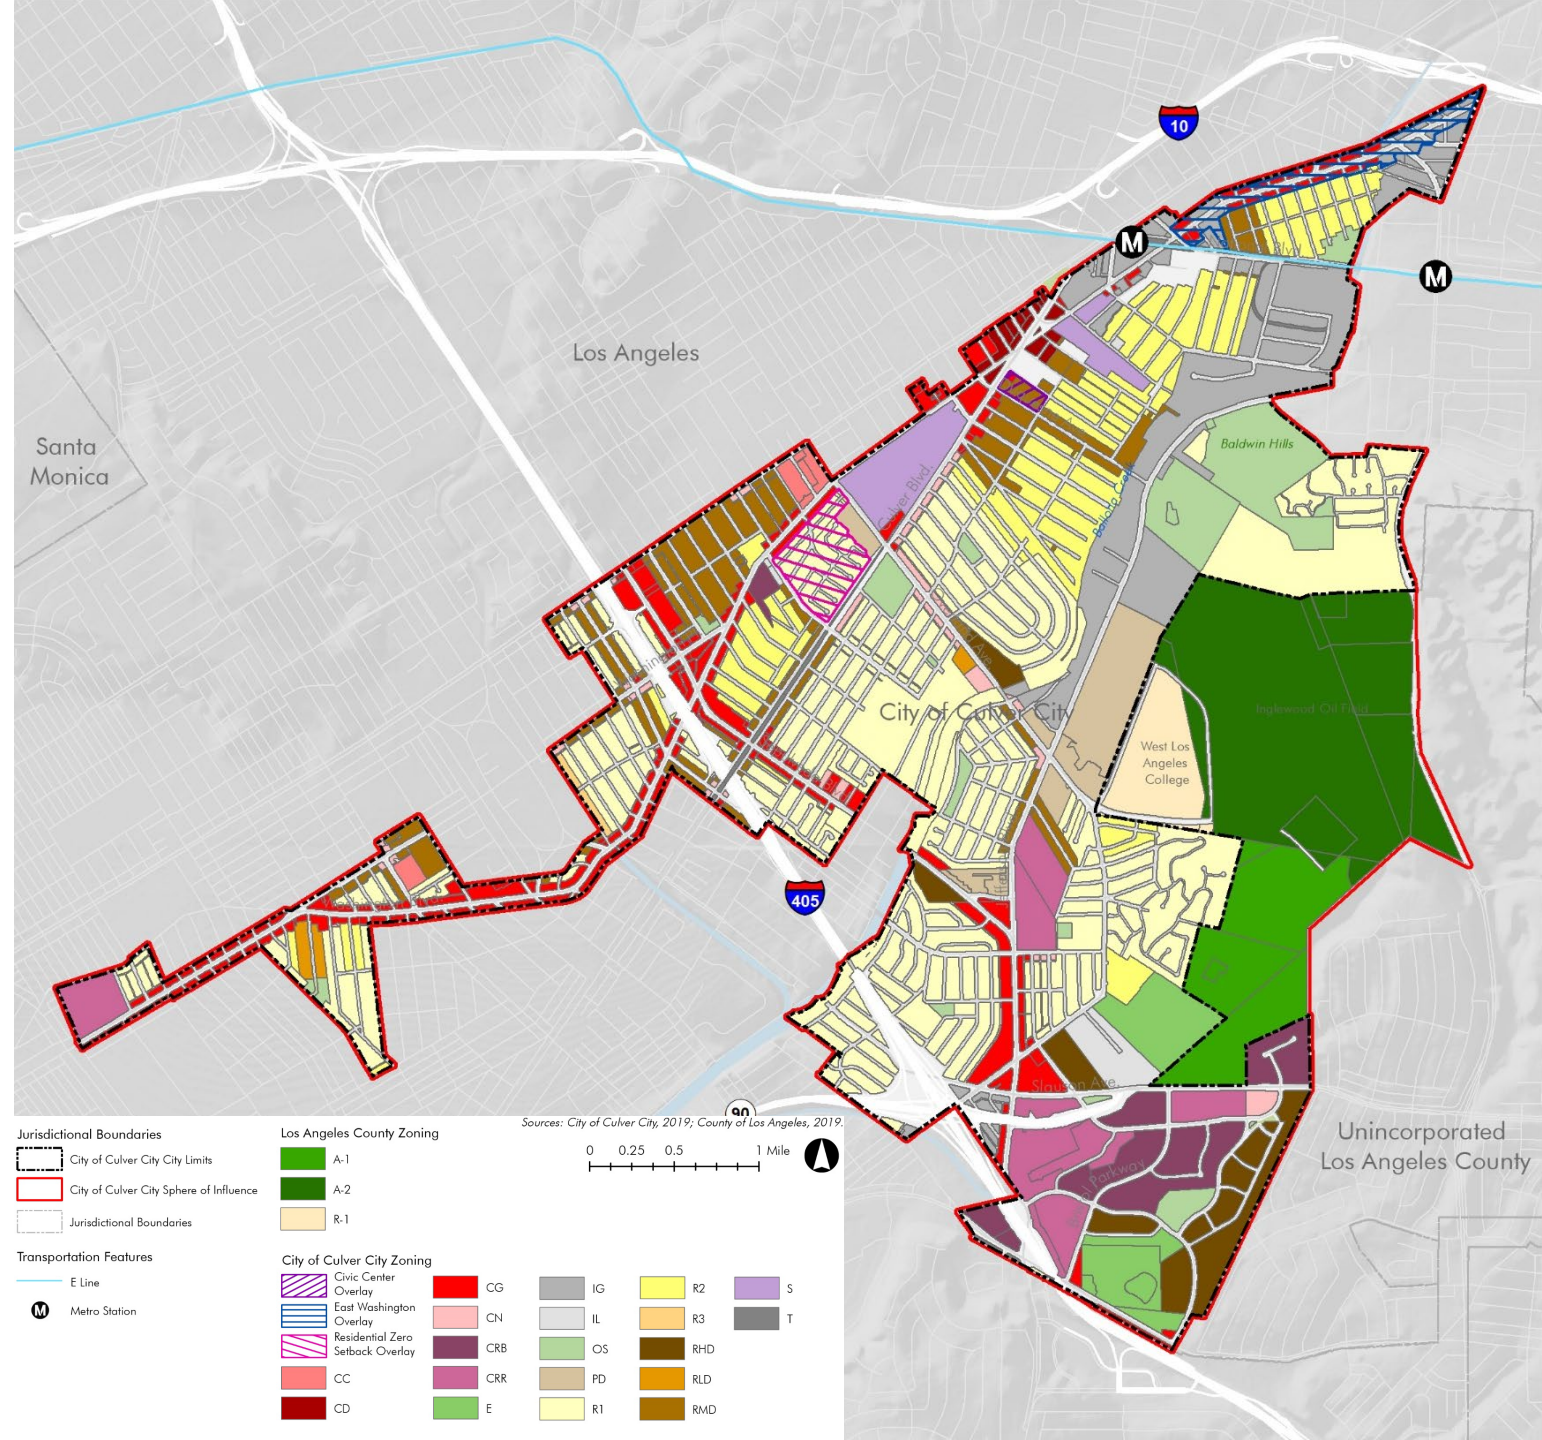 10
M
M
Blvd.
Los Angeles
Santa
Monica
Baldwin Hills
Culver Blvd.
Ballona Creek
City of Culver City
Inglewood Oil Field
West Los
Angeles
College
405
Washington Blvd.
Slauson Ave.
90
Sources: City of Culver City, 2019; County of Los Angeles, 2019.
Unincorporated
Los Angeles County
Parkway
Jurisdictional Boundaries
City of Culver City City Limits
City of Culver City Sphere of Influence
Jurisdictional Boundaries
Transportation Features
E Line
M Metro Station
Los Angeles County Zoning
A-1
A-2
R-1
0 0.25 0.5 1 Mile
City of Culver City Zoning
Civic Center
Overlay
East Washington
Overlay
Residential Zero
Setback Overlay
CC
CD
CG
CN
CRB
CRR
E
IG
IL
OS
PD
R1
R2
R3
RHD
RLD
RMD
S
T